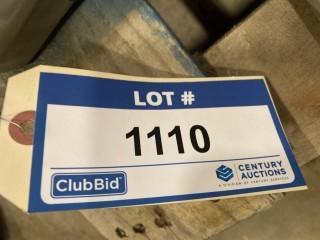 LOT #
1110
ClubBid
CENTURY
AUCTIONS
A DIVISION OF CENTURY SERVICES